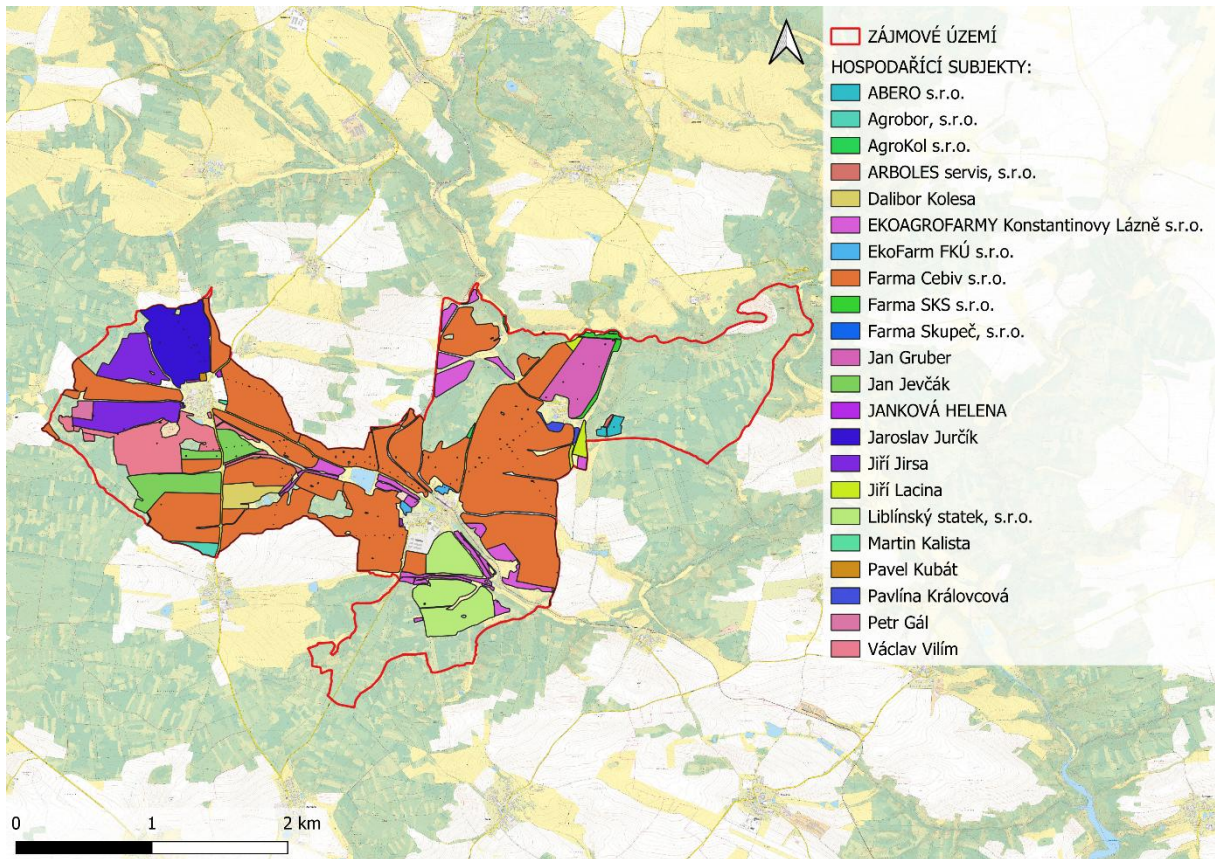 ZÁJMOVÉ ÚZEMÍ
HOSPODAŘÍCÍ SUBJEKTY:
ABERO s.r.o.
Agrobor, s.r.o.
AgroKol s.r.o.
ARBOLES servis, s.r.o.
Dalibor Kolesa
EKOAGROFARMY Konstantinovy Lázně s.r.o.
EkoFarm FKÚ s.r.o.
Farma Cebiv s.r.o.
Farma SKS s.r.o.
Farma Skupeč, s.r.o.
Jan Gruber
Jan Jevčák
JANKOVÁ HELENA
Jaroslav Jurčík
Jiří Jirsa
Jiří Lacina
Liblínský statek, s.r.o.
Martin Kalista
Pavel Kubát
Pavlína Královcová
Petr Gál
Václav Vilím
0 1 2 km